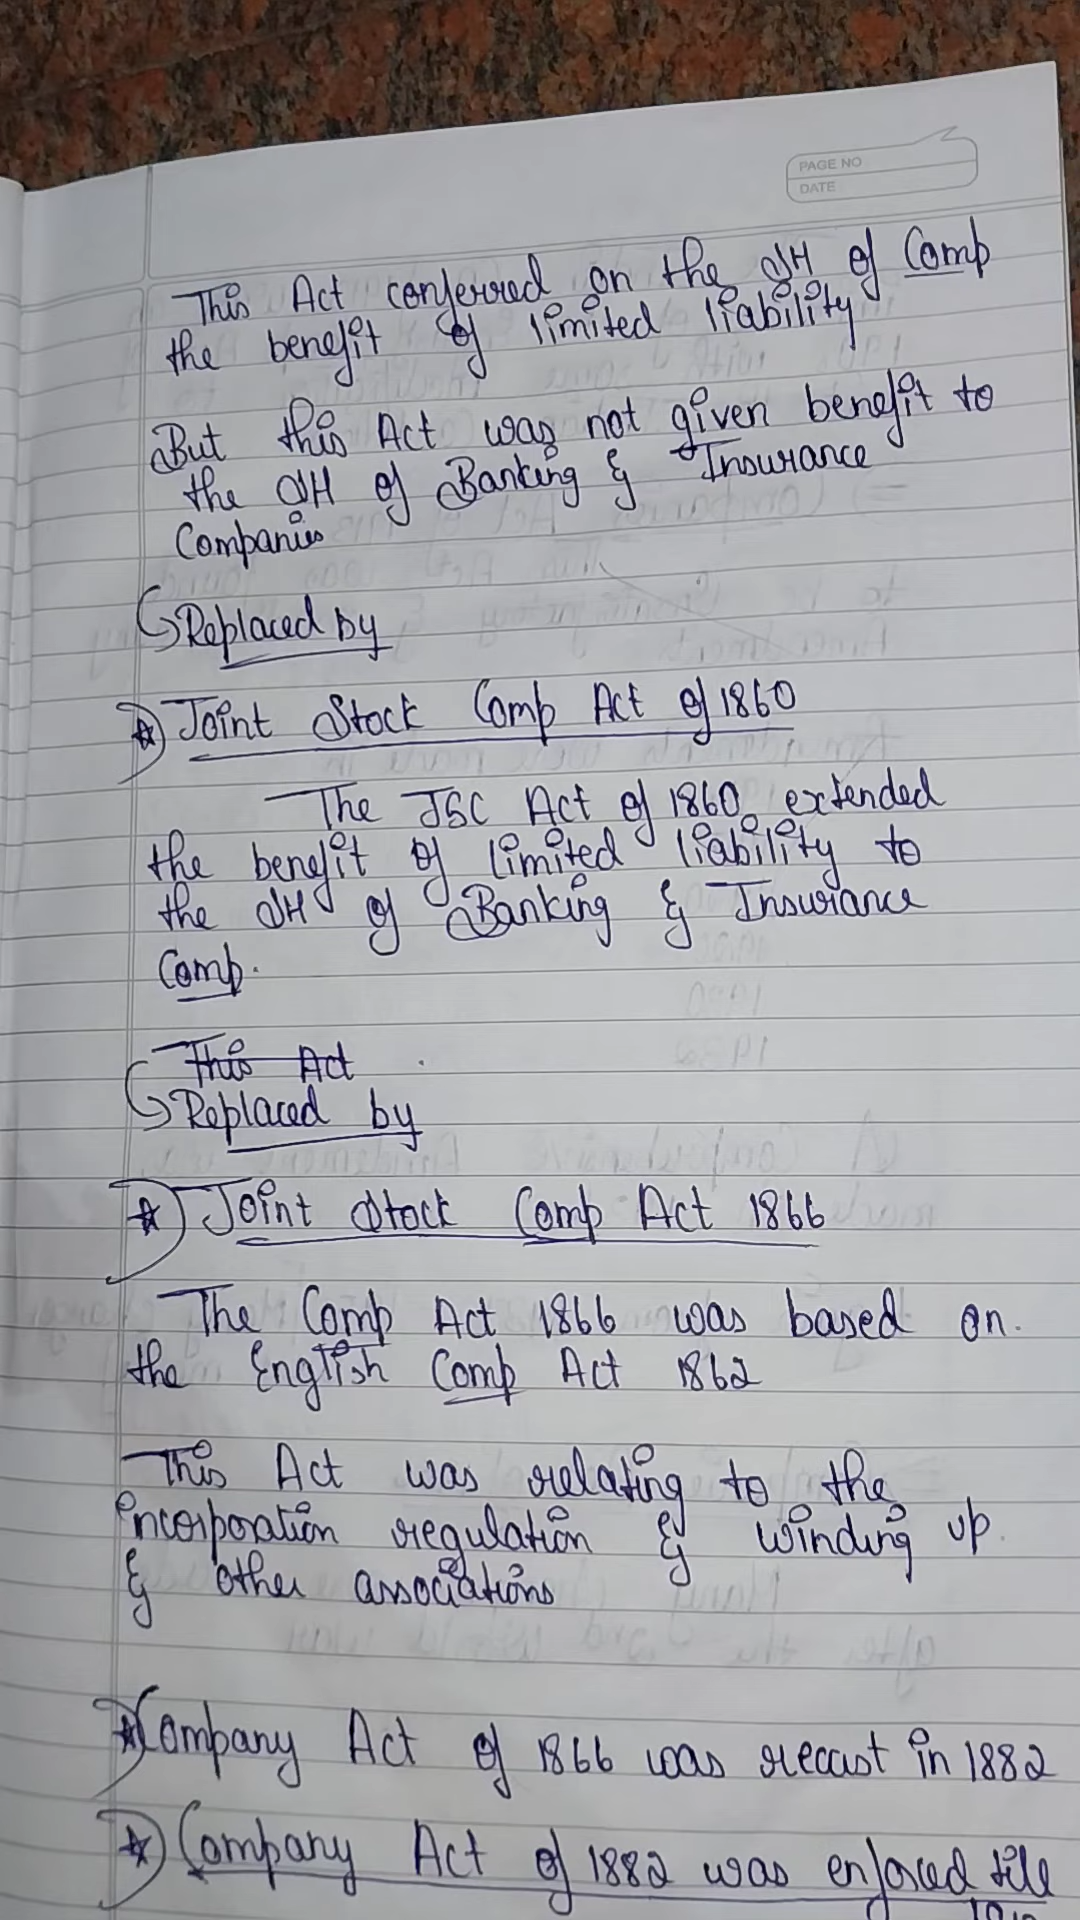 PAGE NO
DATE
This Act conferred on the SH of Comp
the benefit of limited liability
But this Act was not given benefit to
the SH of Banking & Insurance
Companies
Replaced by
Joint Stock Comp Act of 1860
The JSC Act of 1860 extended
the benefit of limited liability to
the SH of Banking & Insurance
Comp.
This Act
Replaced by
Joint Stock Comp Act 1866
The Comp Act 1866 was based on.
the English Comp Act 1862
This Act was relating to the
incorporation regulation & winding up
& other associations
Company Act of 1866 was recast in 1882
Company Act of 1882 was enforced till